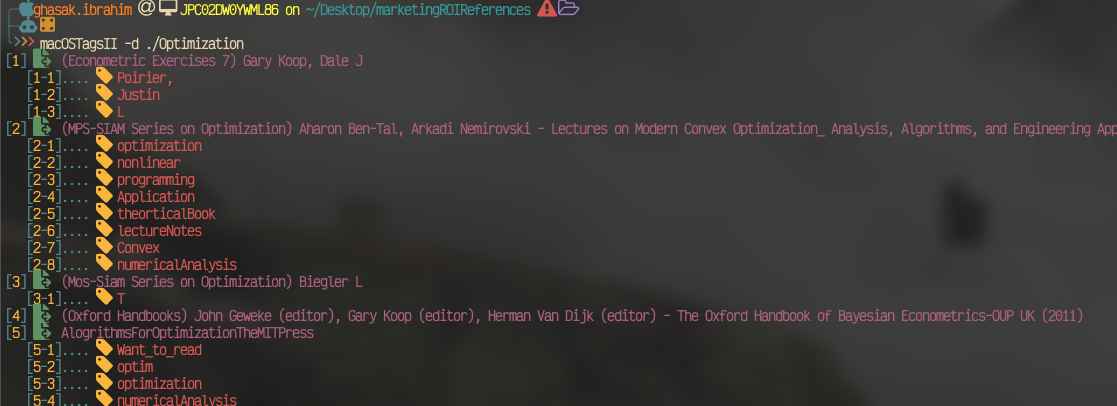 ghasak.ibrahim @ JPC02DW0YWML86 on ~/Desktop/marketingROIReferences
>>> macOSTagsII -d ./Optimization
[1] (Econometric Exercises 7) Gary Koop, Dale J
[1-1].... Poirier,
[1-2].... Justin
[1-3].... L
[2] (MPS-SIAM Series on Optimization) Aharon Ben-Tal, Arkadi Nemirovski - Lectures on Modern Convex Optimization_ Analysis, Algorithms, and Engineering App
[2-1].... optimization
[2-2].... nonlinear
[2-3].... programming
[2-4].... Application
[2-5].... theorticalBook
[2-6].... lectureNotes
[2-7].... Convex
[2-8].... numericalAnalysis
[3] (Mos-Siam Series on Optimization) Biegler L
[3-1].... T
[4] (Oxford Handbooks) John Geweke (editor), Gary Koop (editor), Herman Van Dijk (editor) - The Oxford Handbook of Bayesian Econometrics-OUP UK (2011)
[5] AlogrithmsForOptimizationTheMITPress
[5-1].... Want_to_read
[5-2].... optim
[5-3].... optimization
[5-4].... numericalAnalysis